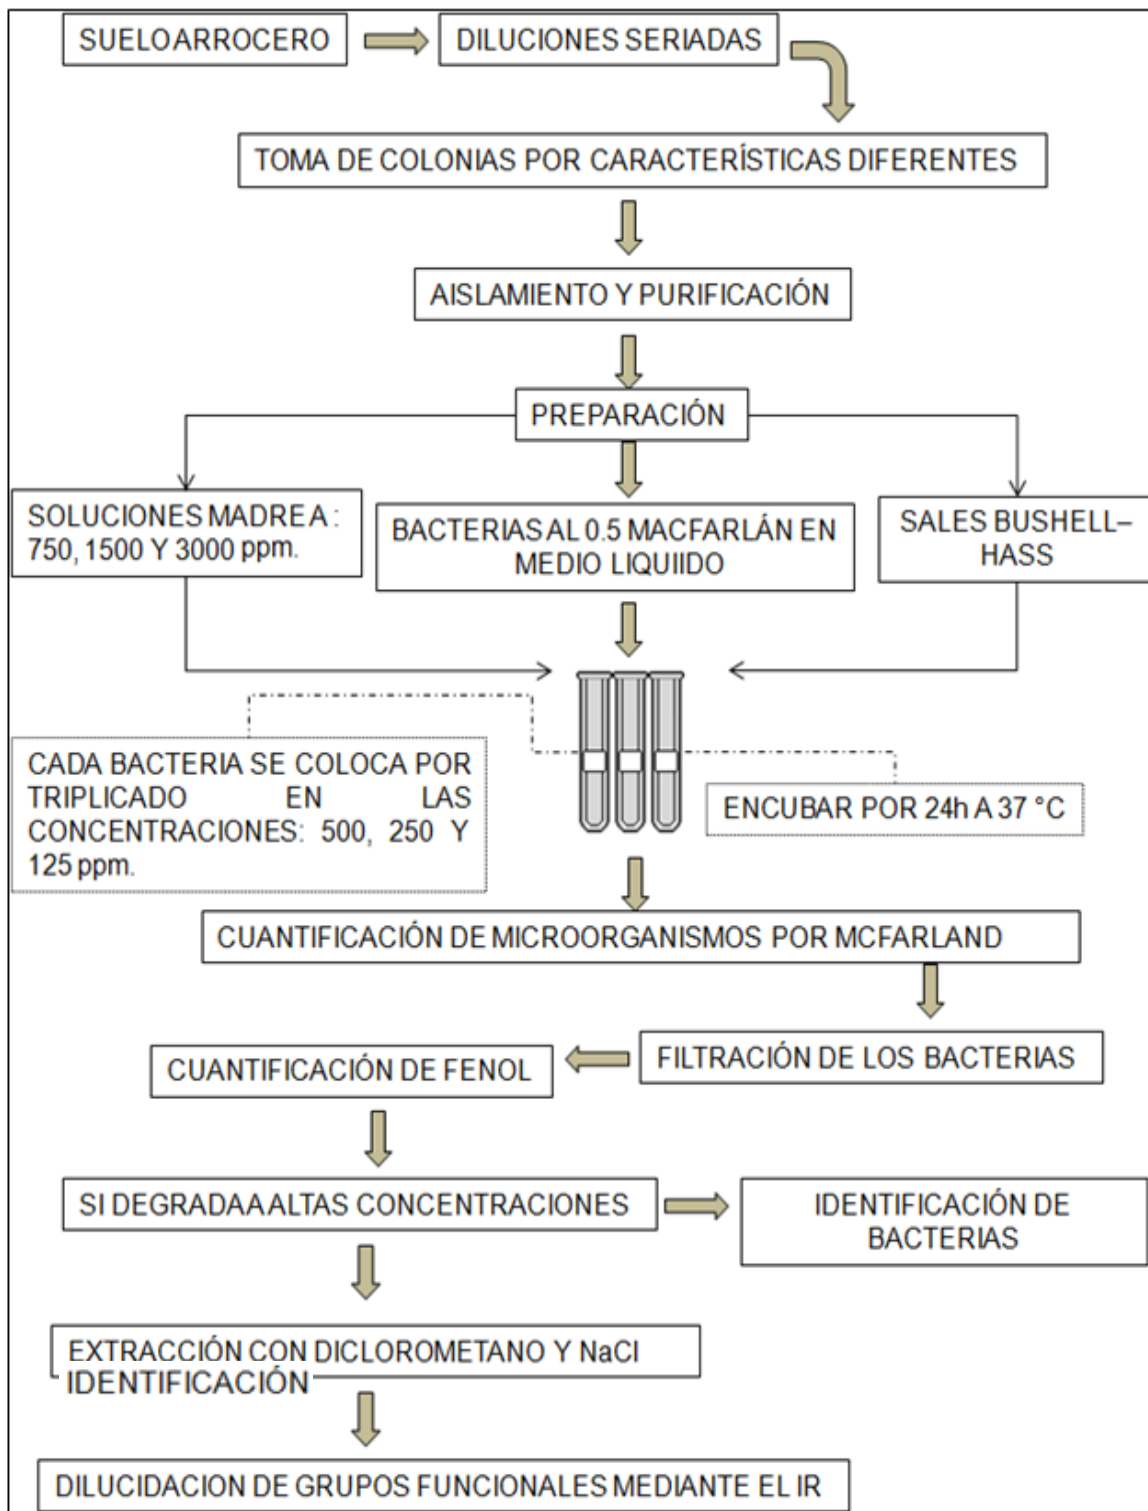 SUELO ARROCERO
DILUCIONES SERIADAS
TOMA DE COLONIAS POR CARACTERÍSTICAS DIFERENTES
AISLAMIENTO Y PURIFICACIÓN
PREPARACIÓN
SOLUCIONES MADRE A :
750, 1500 Y 3000 ppm.
BACTERIAS AL 0.5 MACFARLÁN EN
MEDIO LIQUIIDO
SALES BUSHELL–
HASS
CADA BACTERIA SE COLOCA POR
TRIPLICADO EN LAS
CONCENTRACIONES: 500, 250 Y
125 ppm.
ENCUBAR POR 24h A 37 °C
CUANTIFICACIÓN DE MICROORGANISMOS POR MCFARLAND
FILTRACIÓN DE LOS BACTERIAS
CUANTIFICACIÓN DE FENOL
SI DEGRADA A ALTAS CONCENTRACIONES
IDENTIFICACIÓN DE
BACTERIAS
EXTRACCIÓN CON DICLOROMETANO Y NaCl
IDENTIFICACIÓN
DILUCIDACION DE GRUPOS FUNCIONALES MEDIANTE EL IR